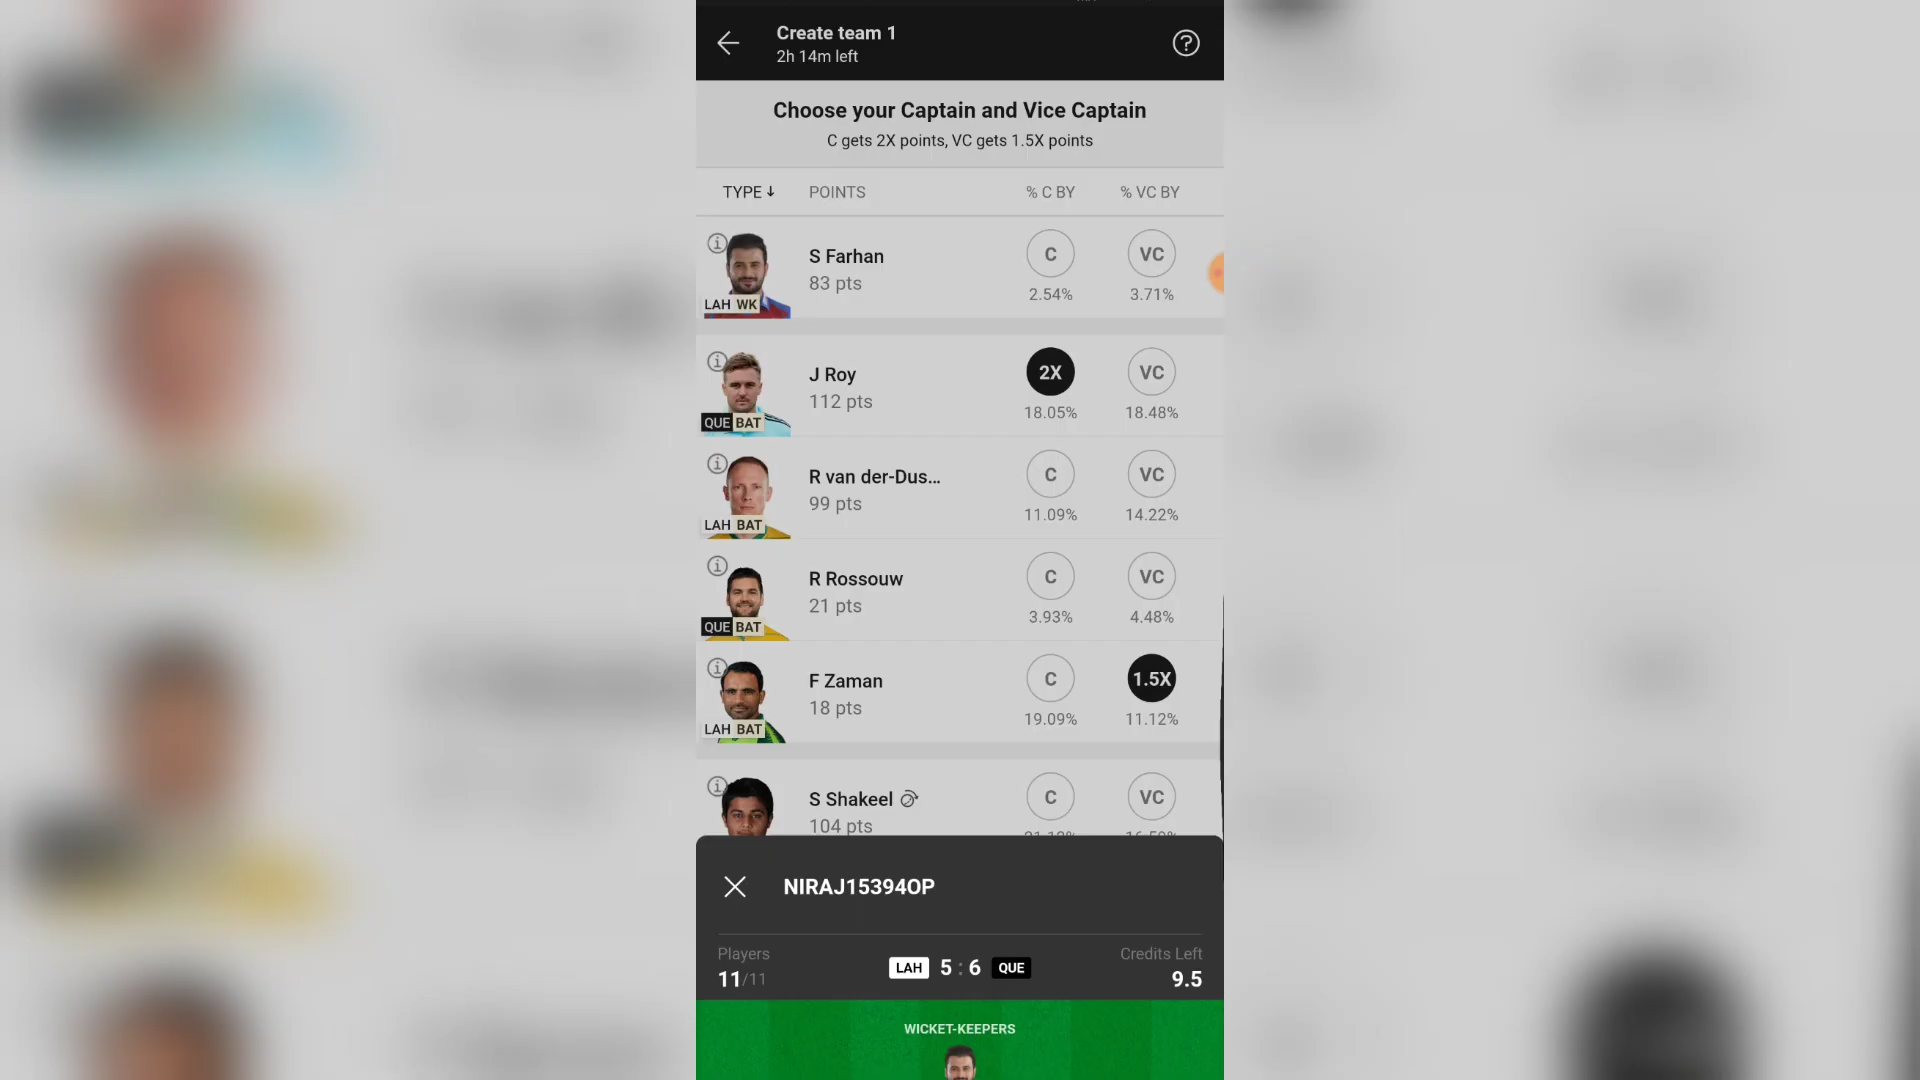 Create team 1
2h 14m left
Choose your Captain and Vice Captain
C gets 2X points, VC gets 1.5X points
TYPE↓ POINTS % C BY % VC BY
S Farhan C VC
83 pts 2.54% 3.71%
LAH WK
J Roy 2X VC
112 pts 18.05% 18.48%
QUE BAT
R van der-Dus... C VC
99 pts 11.09% 14.22%
LAH BAT
R Rossouw C VC
21 pts 3.93% 4.48%
QUE BAT
F Zaman C 1.5X
18 pts 19.09% 11.12%
LAH BAT
S Shakeel C VC
104 pts
NIRAJ15394OP
Players Credits Left
11/11 LAH 5 : 6 QUE 9.5
WICKET-KEEPERS